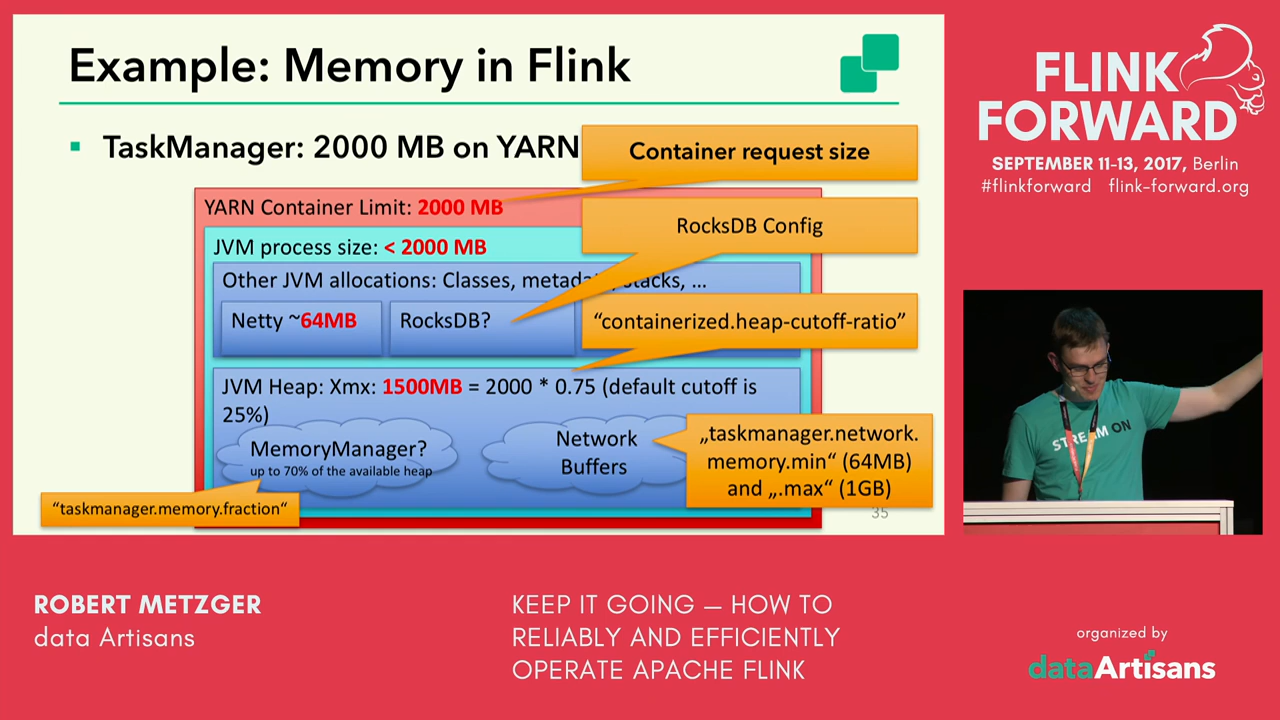 Example: Memory in Flink
TaskManager: 2000 MB on YARN
Container request size
YARN Container Limit: 2000 MB
RocksDB Config
JVM process size: < 2000 MB
Other JVM allocations: Classes, metadata, stacks, …
Netty ~64MB
RocksDB?
“containerized.heap-cutoff-ratio”
JVM Heap: Xmx: 1500MB = 2000 * 0.75 (default cutoff is
25%)
MemoryManager?
up to 70% of the available heap
Network
Buffers
„taskmanager.network.
memory.min“ (64MB)
and „.max“ (1GB)
“taskmanager.memory.fraction“
35
FLINK
FORWARD
SEPTEMBER 11-13, 2017, Berlin
#flinkforward flink-forward.org
STREAM ON
ROBERT METZGER
data Artisans
KEEP IT GOING — HOW TO
RELIABLY AND EFFICIENTLY
OPERATE APACHE FLINK
organized by
dataArtisans